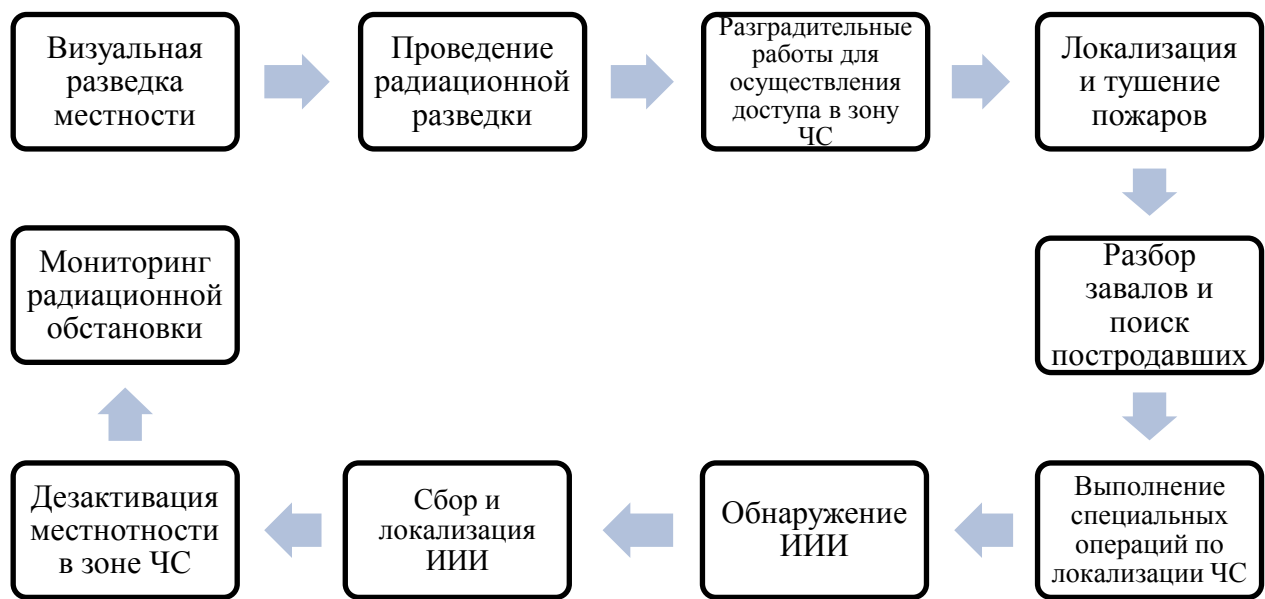 Визуальная
разведка
местности
Проведение
радиационной
разведки
Разградительные
работы для
осуществления
доступа в зону
ЧС
Локализация
и тушение
пожаров
Разбор
завалов и
поиск
постродавших
Выполнение
специальных
операций по
локализации ЧС
Обнаружение
ИИИ
Сбор и
локализация
ИИИ
Дезактивация
местнотности
в зоне ЧС
Мониторинг
радиационной
обстановки